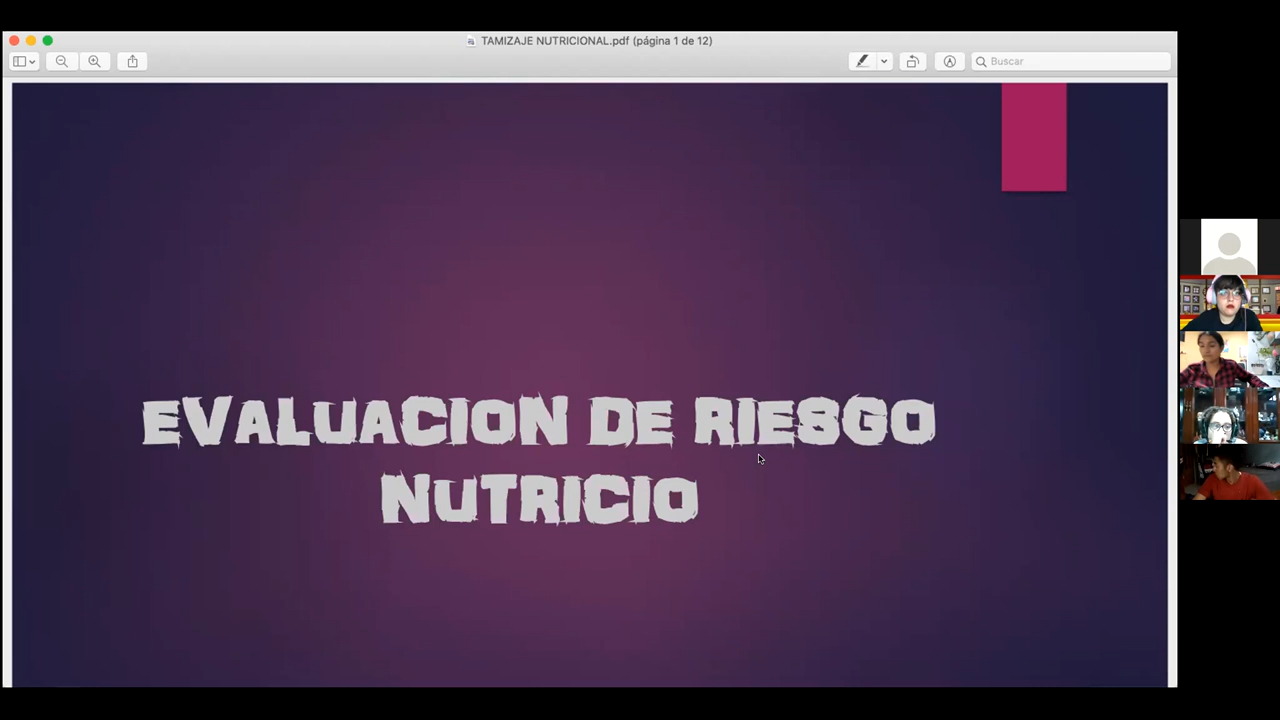 TAMIZAJE NUTRICIONAL.pdf (página 1 de 12)
Buscar
EVALUACION DE RIESGO
NUTRICIO